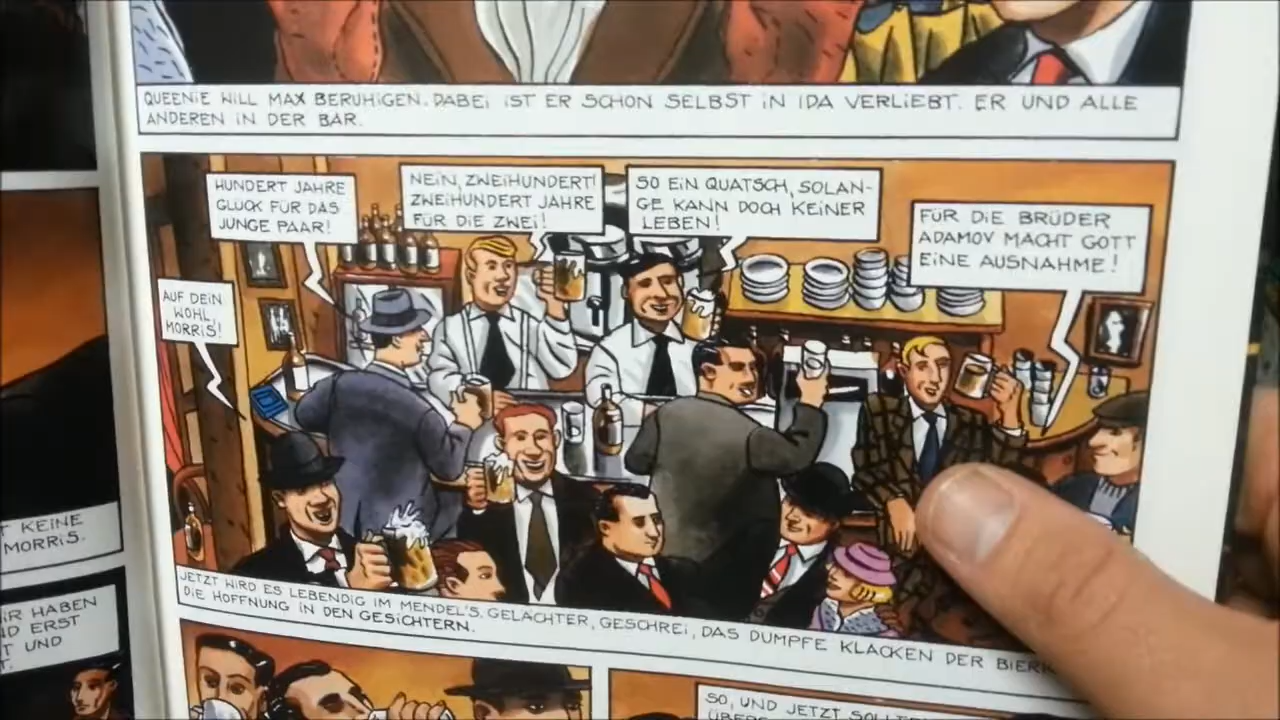 QUEENIE WILL MAX BERUHIGEN. DABEI IST ER SCHON SELBST IN IDA VERLIEBT. ER UND ALLE
ANDEREN IN DER BAR.
HUNDERT JAHRE
GLÜCK FÜR DAS
JUNGE PAAR!
NEIN, ZWEIHUNDERT!
ZWEIHUNDERT JAHRE
FÜR DIE ZWEI!
SO EIN QUATSCH, SOLAN-
GE KANN DOCH KEINER
LEBEN!
FÜR DIE BRÜDER
ADAMOV MACHT GOTT
EINE AUSNAHME!
AUF DEIN
WOHL,
MORRIS!
JETZT WIRD ES LEBENDIG IM MENDEL'S. GELÄCHTER, GESCHREI, DAS DUMPFE KLACKEN DER
DIE HOFFNUNG IN DEN GESICHTERN.
KEINE
MORRIS.
HABEN
ERST
UND
SO, UND JETZT